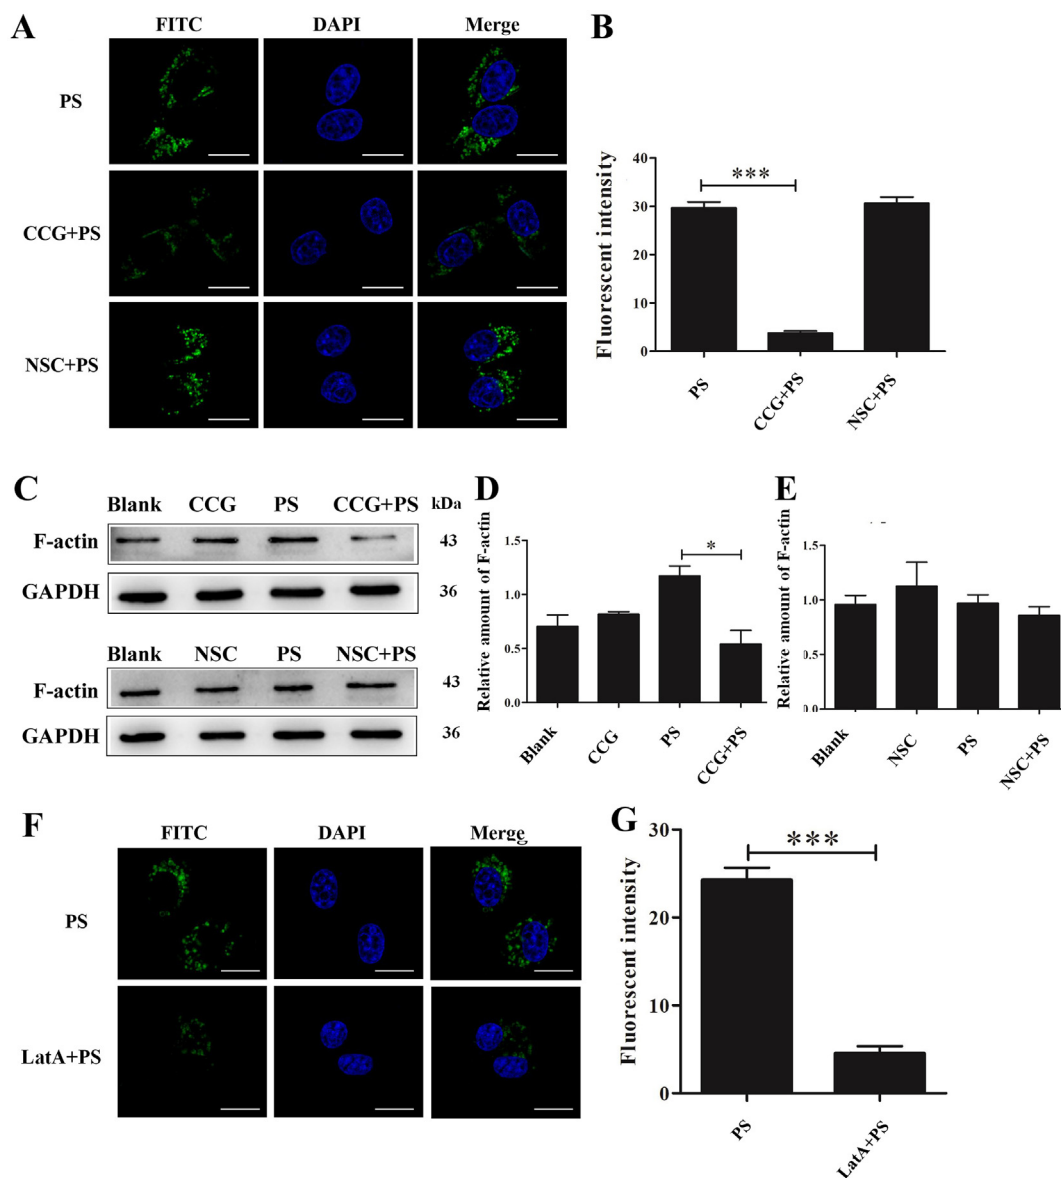 A
FITC DAPI Merge
PS
CCG+PS
NSC+PS
B
Fluorescent intensity
40
30
20
10
0
***
PS CCG+PS NSC+PS
C
Blank CCG PS CCG+PS kDa
F-actin 43
GAPDH 36
Blank NSC PS NSC+PS
F-actin 43
GAPDH 36
D
Relative amount of F-actin
1.5
1.0
0.5
0.0
*
Blank CCG PS CCG+PS
E
Relative amount of F-actin
1.5
1.0
0.5
0.0
Blank NSC PS NSC+PS
F
FITC DAPI Merge
PS
LatA+PS
G
Fluorescent intensity
30
20
10
0
***
PS LatA+PS